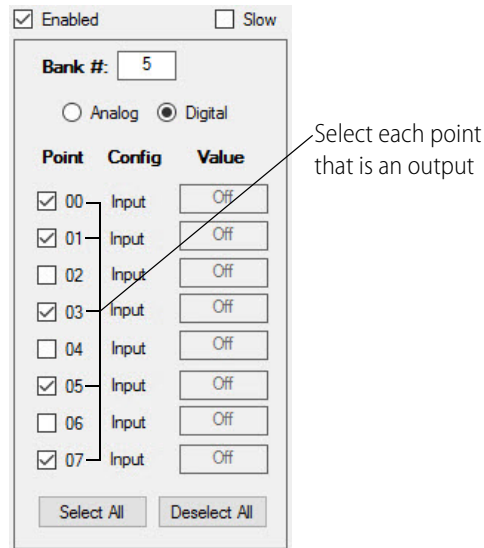 Enabled Slow
Bank #: 5
Analog Digital
Point Config Value
00 Input Off
01 Input Off
02 Input Off
03 Input Off
04 Input Off
05 Input Off
06 Input Off
07 Input Off
Select All Deselect All
Select each point
that is an output